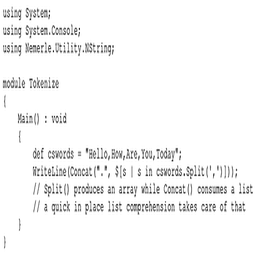 using System;
using System.Console;
using Nemerle.Utility.NString;

module Tokenize
{
    Main() : void
    {
        def cswords = "Hello,How,Are,You,Today";
        WriteLine(Concat(".", $[s | s in cswords.Split(',')]));
        // Split() produces an array while Concat() consumes a list
        // a quick in place list comprehension takes care of that
    }
}